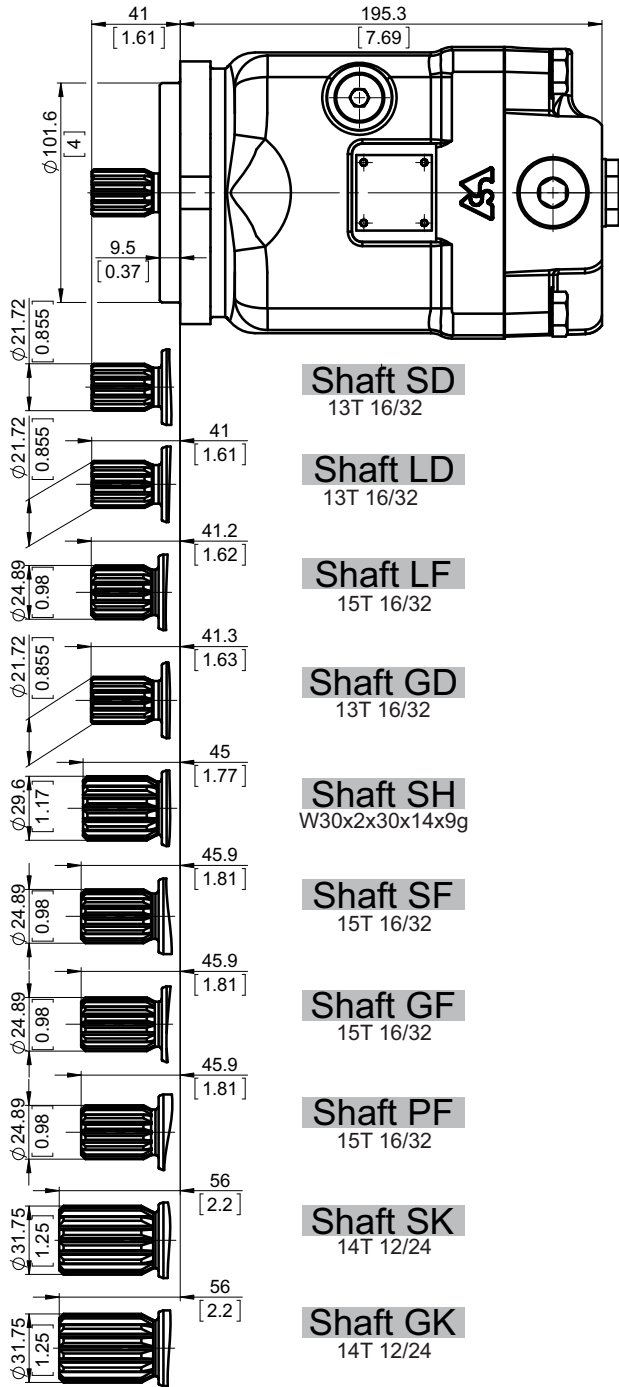 41
[1.61]
195.3
[7.69]
⌀101.6
[4]
9.5
[0.37]
⌀21.72
[0.855]
Shaft SD
13T 16/32
⌀21.72
[0.855]
41
[1.61]
Shaft LD
13T 16/32
⌀24.89
[0.98]
41.2
[1.62]
Shaft LF
15T 16/32
⌀21.72
[0.855]
41.3
[1.63]
Shaft GD
13T 16/32
⌀29.6
[1.17]
45
[1.77]
Shaft SH
W30x2x30x14x9g
⌀24.89
[0.98]
45.9
[1.81]
Shaft SF
15T 16/32
⌀24.89
[0.98]
45.9
[1.81]
Shaft GF
15T 16/32
⌀24.89
[0.98]
45.9
[1.81]
Shaft PF
15T 16/32
⌀31.75
[1.25]
56
[2.2]
Shaft SK
14T 12/24
⌀31.75
[1.25]
56
[2.2]
Shaft GK
14T 12/24